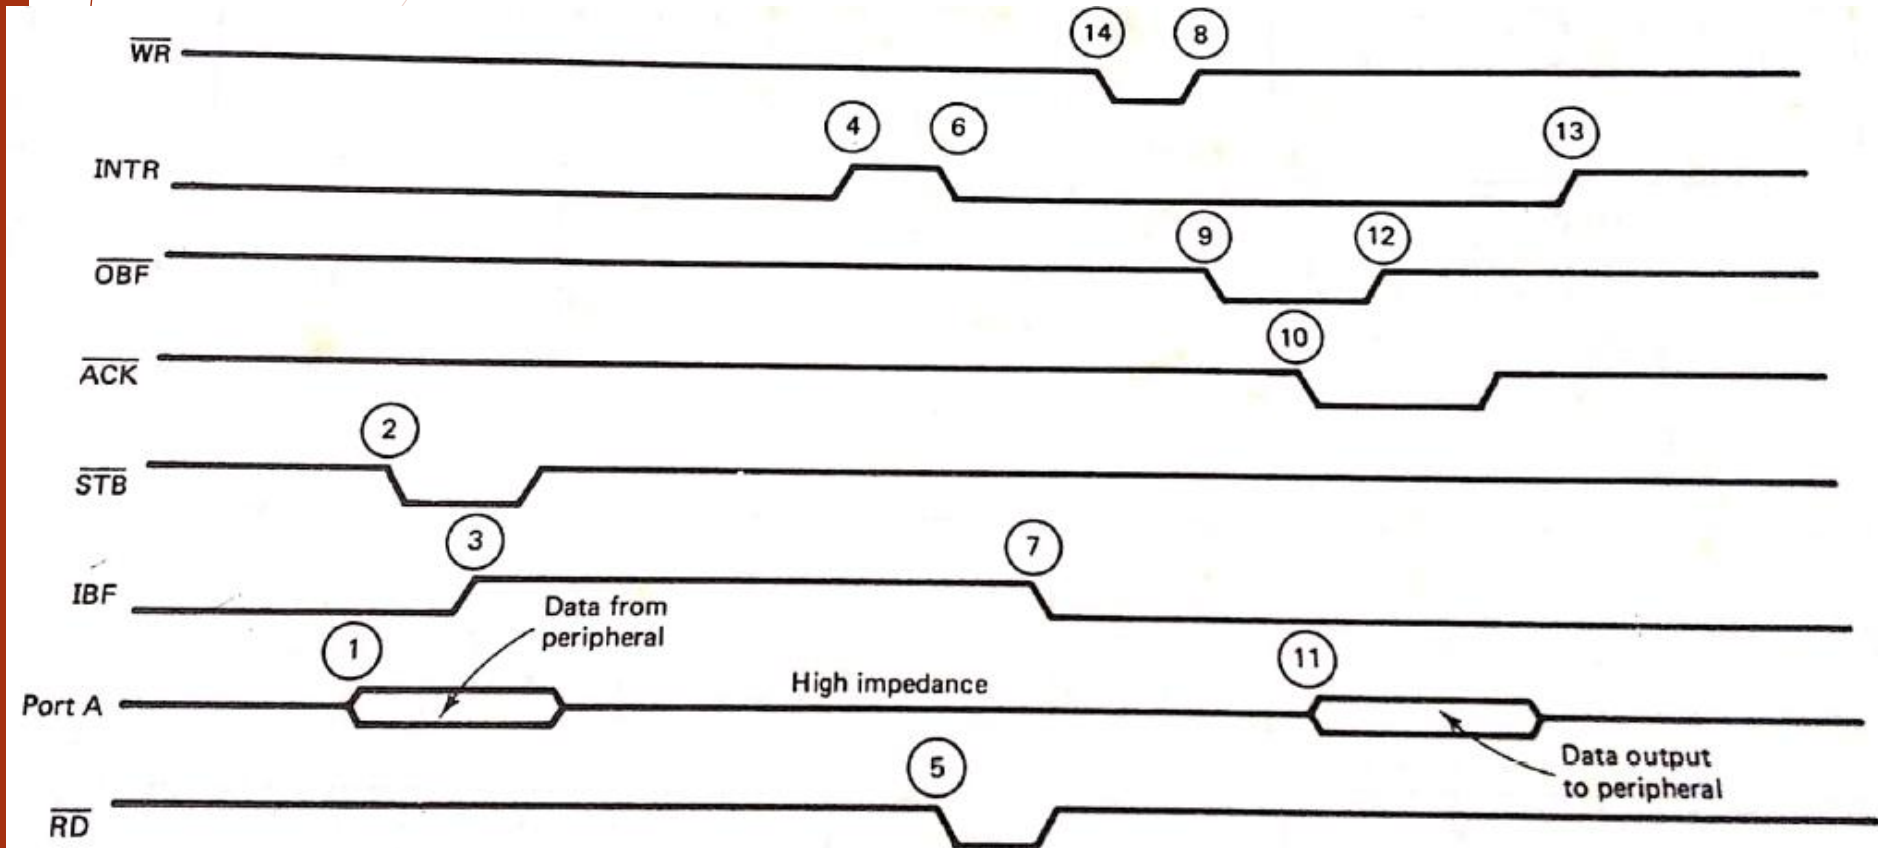 14
8
WR
4
6
13
INTR
9
12
OBF
10
ACK
2
STB
3
7
IBF
Data from
peripheral
1
11
High impedance
Port A
5
Data output
to peripheral
RD